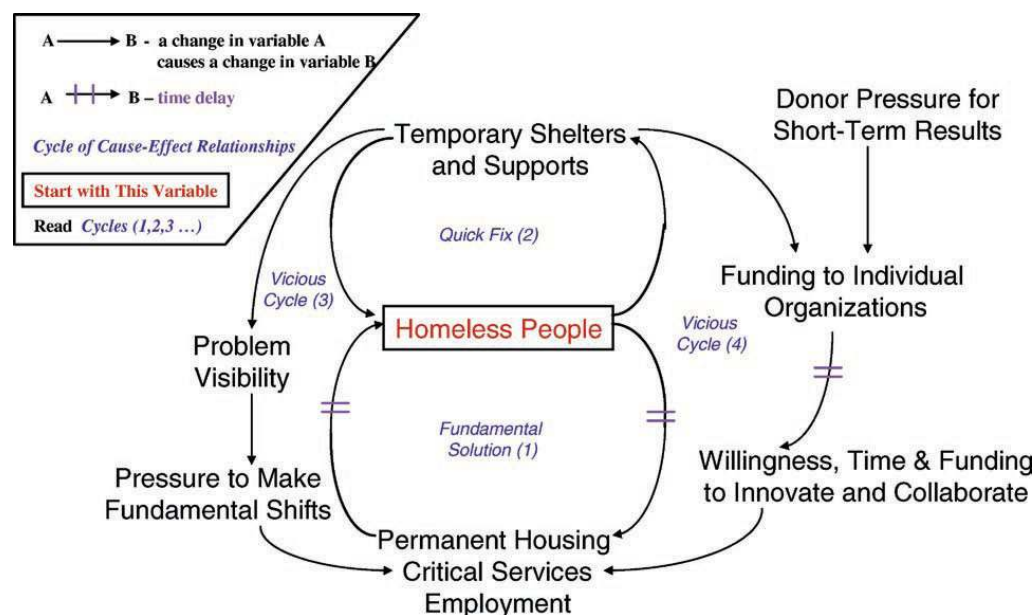 A B - a change in variable A
causes a change in variable B
A B – time delay
Cycle of Cause-Effect Relationships
Start with This Variable
Read Cycles (1,2,3 ...)
Temporary Shelters
and Supports
Donor Pressure for
Short-Term Results
Quick Fix (2)
Vicious
Cycle (3)
Funding to Individual
Organizations
Homeless People
Vicious
Cycle (4)
Problem
Visibility
Fundamental
Solution (1)
Pressure to Make
Fundamental Shifts
Willingness, Time & Funding
to Innovate and Collaborate
Permanent Housing
Critical Services
Employment